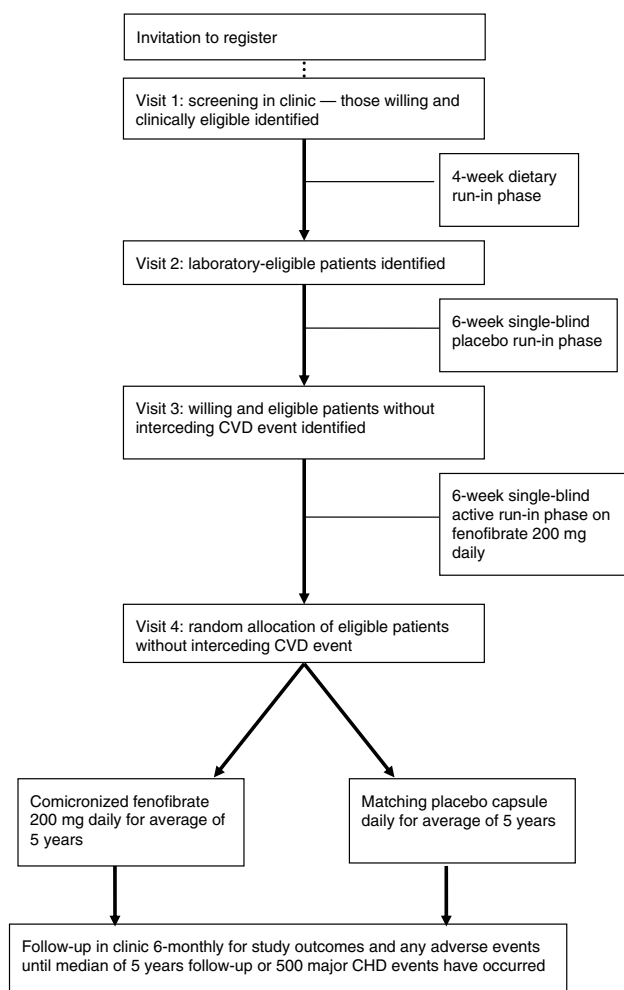 Invitation to register
Visit 1: screening in clinic — those willing and
clinically eligible identified
4-week dietary
run-in phase
Visit 2: laboratory-eligible patients identified
6-week single-blind
placebo run-in phase
Visit 3: willing and eligible patients without
interceding CVD event identified
6-week single-blind
active run-in phase on
fenofibrate 200 mg
daily
Visit 4: random allocation of eligible patients
without interceding CVD event
Comicronized fenofibrate
200 mg daily for average of
5 years
Matching placebo capsule
daily for average of 5 years
Follow-up in clinic 6-monthly for study outcomes and any adverse events
until median of 5 years follow-up or 500 major CHD events have occurred